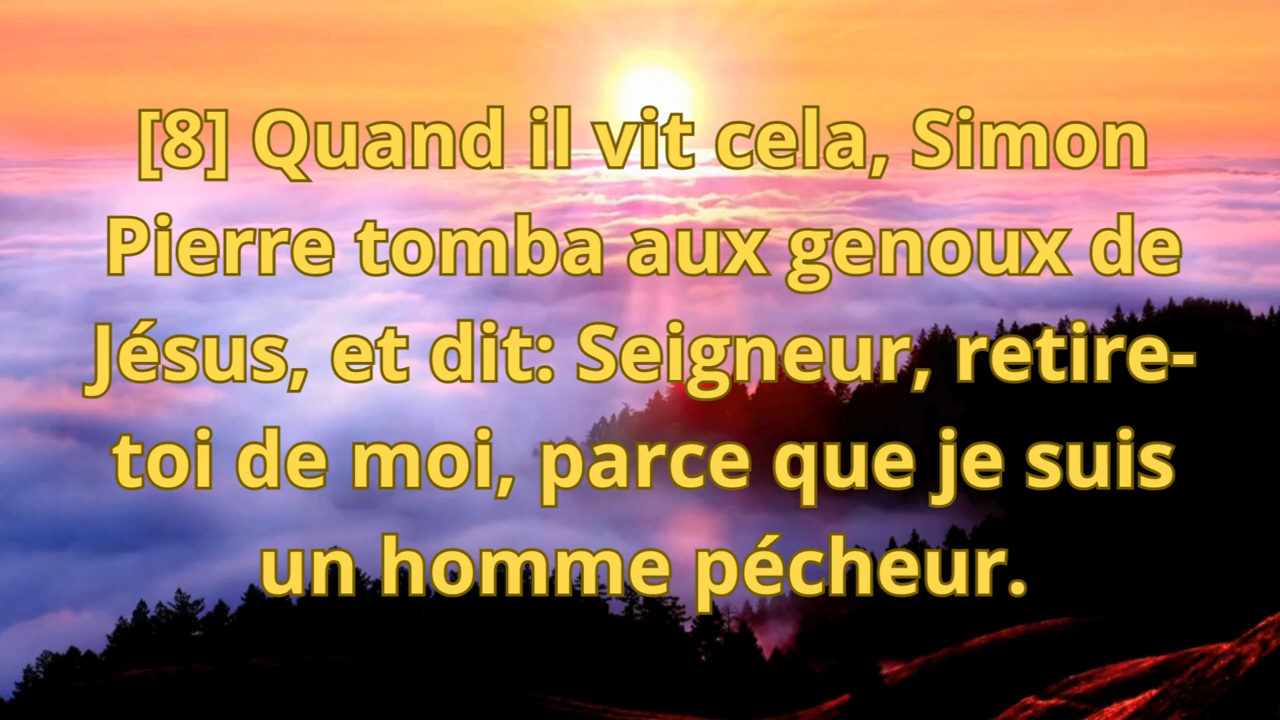 [8] Quand il vit cela, Simon
Pierre tomba aux genoux de
Jésus, et dit: Seigneur, retire-
toi de moi, parce que je suis
un homme pécheur.